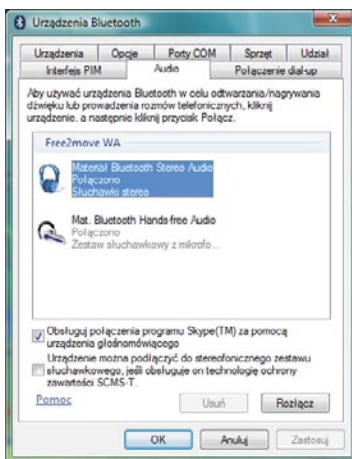 Urządzenia Bluetooth
Urządzenia Opcje Porty COM Sprzęt Udział
Interfejs PIM Audio Połączenie dial-up
Aby używać urządzenia Bluetooth w celu odtwarzania/nagrywania
dźwięku lub prowadzenia rozmów telefonicznych, kliknij
urządzenie, a następnie kliknij przycisk Połącz.
Free2move WA
Materiał Bluetooth Stereo Audio
Połączono
Słuchawki stereo
Mat. Bluetooth Hands-free Audio
Połączono
Zestaw słuchawkowy z mikrofo...
Obsługuj połączenia programu Skype(TM) za pomocą
urządzenia głośnomówiącego
Urządzenie można podłączyć do stereofonicznego zestawu
słuchawkowego, jeśli obsługuje on technologię ochrony
zawartości SCMS-T.
Pomoc Usuń Rozłącz
OK Anuluj Zastosuj